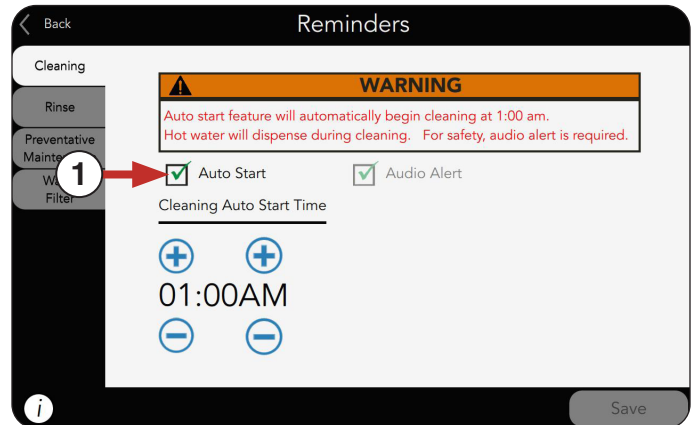 Back
Reminders
Cleaning
Rinse
Preventative
WARNING
Auto start feature will automatically begin cleaning at 1:00 am.
Hot water will dispense during cleaning. For safety, audio alert is required.
1
Auto Start
Audio Alert
Filter
Cleaning Auto Start Time
01:00AM
i
Save